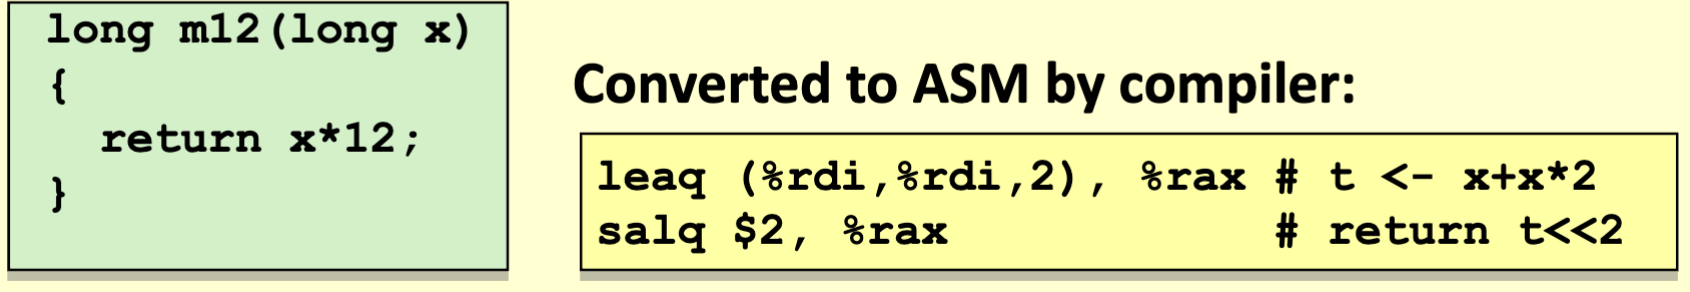 long m12(long x)
{
  return x*12;
}
Converted to ASM by compiler:
leaq (%rdi,%rdi,2), %rax # t <- x+x*2
salq $2, %rax            # return t<<2